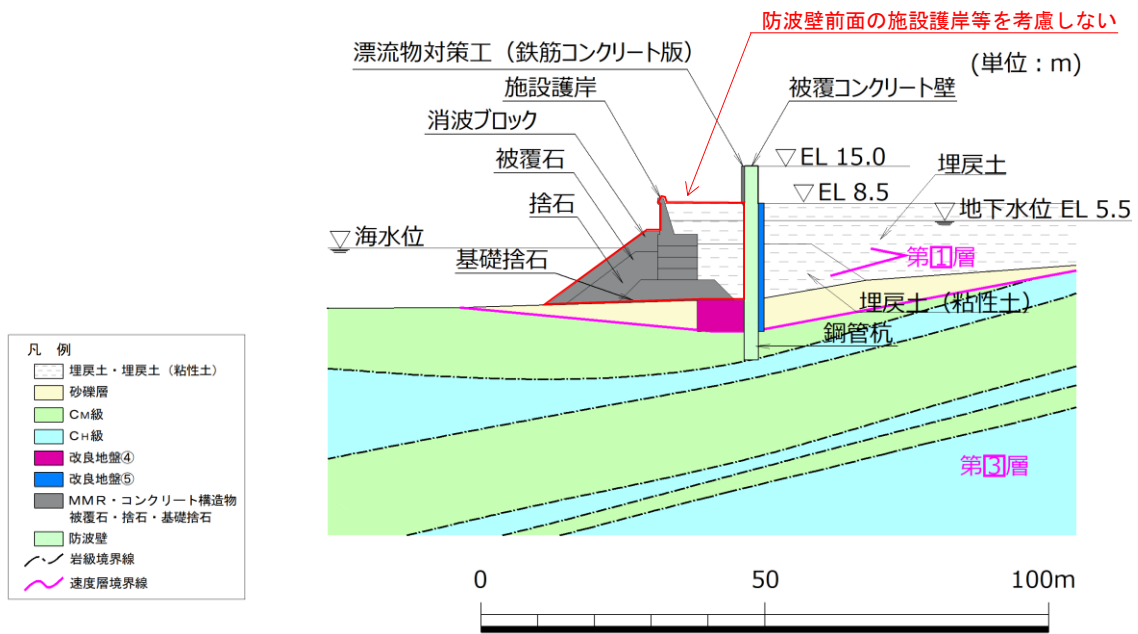 防波壁前面の施設護岸等を考慮しない
漂流物対策工（鉄筋コンクリート版）
(単位：m)
施設護岸
被覆コンクリート壁
消波ブロック
被覆石
▽EL 15.0
埋戻土
捨石
▽EL 8.5
▽地下水位 EL 5.5
▽海水位
基礎捨石
第1層
埋戻土（粘性土）
鋼管杭
第3層
凡　例
埋戻土・埋戻土（粘性土）
砂礫層
CM級
CH級
改良地盤④
改良地盤⑤
MMR・コンクリート構造物
被覆石・捨石・基礎捨石
防波壁
岩級境界線
速度層境界線
0 50 100m